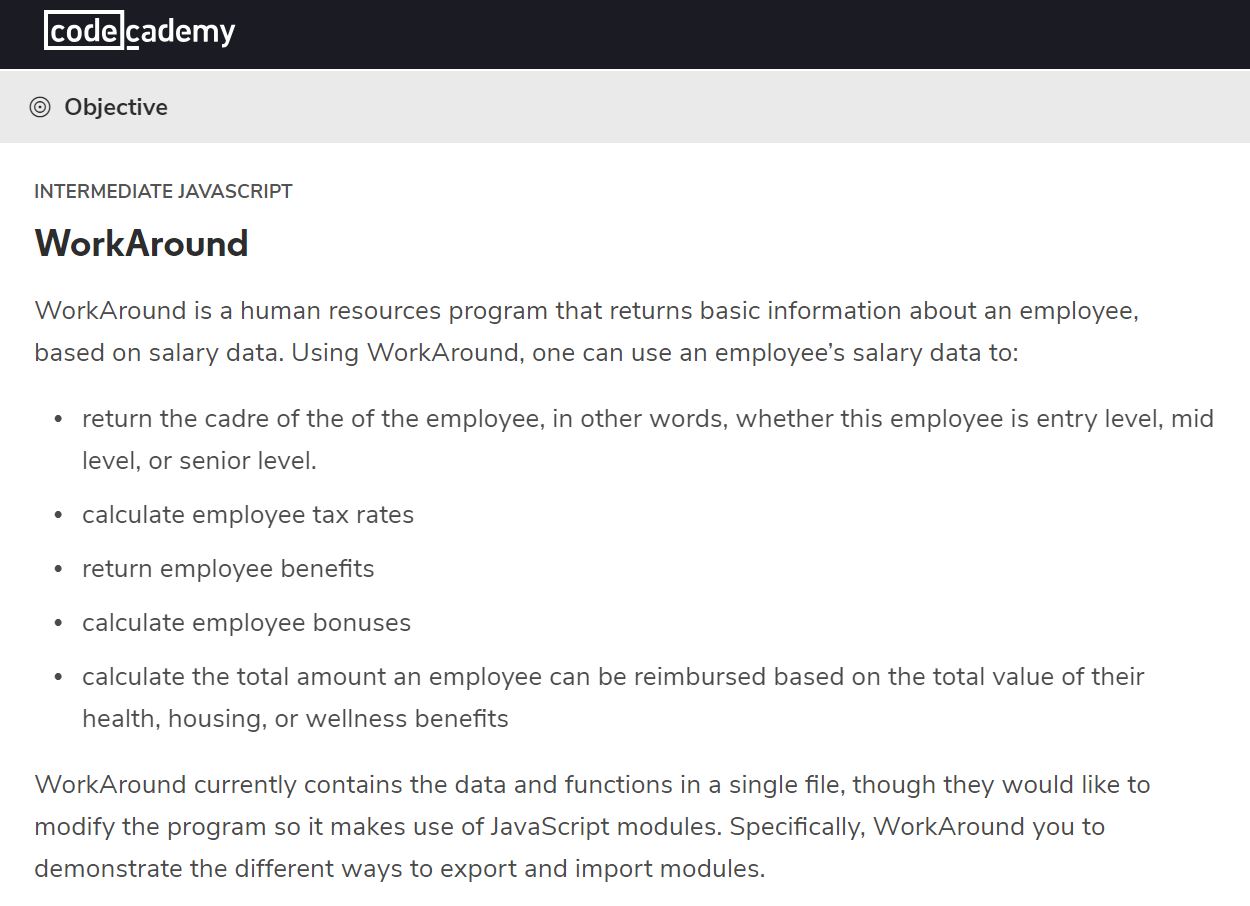 codecademy
Objective
INTERMEDIATE JAVASCRIPT
WorkAround
WorkAround is a human resources program that returns basic information about an employee,
based on salary data. Using WorkAround, one can use an employee’s salary data to:
• return the cadre of the of the employee, in other words, whether this employee is entry level, mid
level, or senior level.
• calculate employee tax rates
• return employee benefits
• calculate employee bonuses
• calculate the total amount an employee can be reimbursed based on the total value of their
health, housing, or wellness benefits
WorkAround currently contains the data and functions in a single file, though they would like to
modify the program so it makes use of JavaScript modules. Specifically, WorkAround you to
demonstrate the different ways to export and import modules.